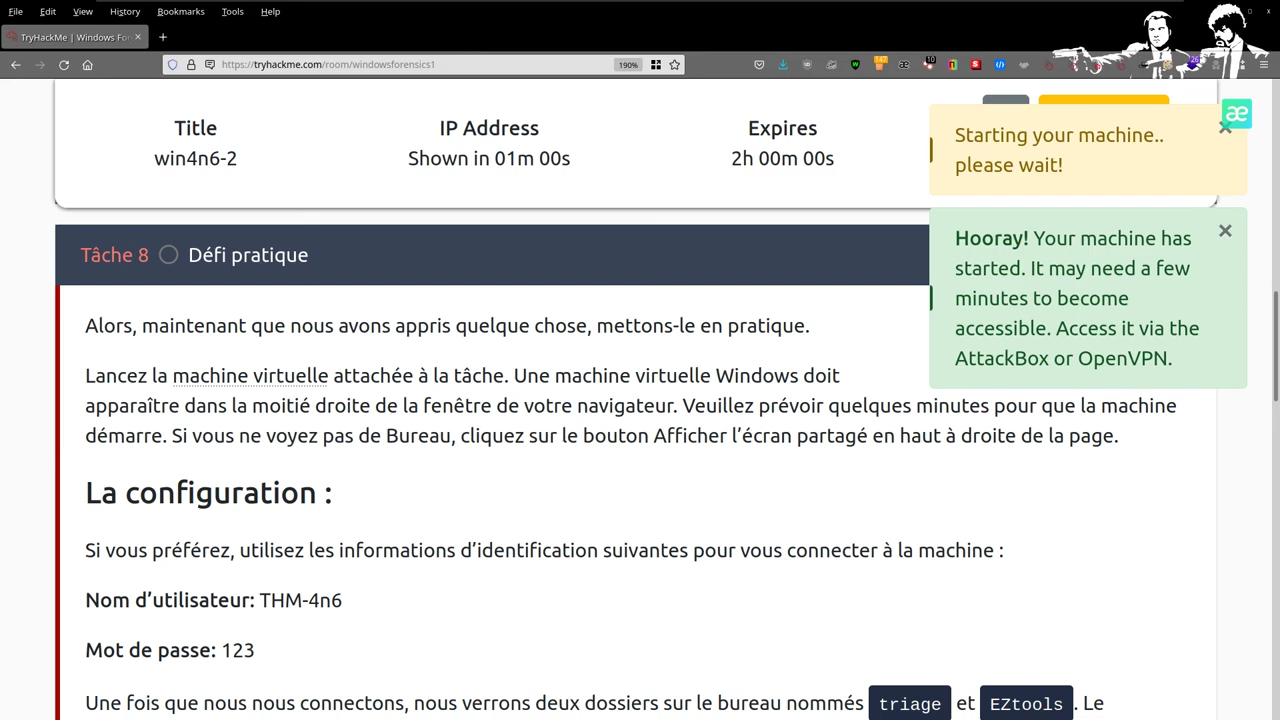 File Edit View History Bookmarks Tools Help
TryHackMe | Windows Fo
https://tryhackme.com/room/windowsforensics1
190%
147
10
26
Title IP Address Expires
win4n6-2 Shown in 01m 00s 2h 00m 00s
Starting your machine..
please wait!
Hooray! Your machine has
started. It may need a few
minutes to become
accessible. Access it via the
AttackBox or OpenVPN.
Tâche 8 Défi pratique
Alors, maintenant que nous avons appris quelque chose, mettons-le en pratique.
Lancez la machine virtuelle attachée à la tâche. Une machine virtuelle Windows doit
apparaître dans la moitié droite de la fenêtre de votre navigateur. Veuillez prévoir quelques minutes pour que la machine
démarre. Si vous ne voyez pas de Bureau, cliquez sur le bouton Afficher l’écran partagé en haut à droite de la page.
La configuration :
Si vous préférez, utilisez les informations d’identification suivantes pour vous connecter à la machine :
Nom d’utilisateur: THM-4n6
Mot de passe: 123
Une fois que nous nous connectons, nous verrons deux dossiers sur le bureau nommés triage et EZtools. Le